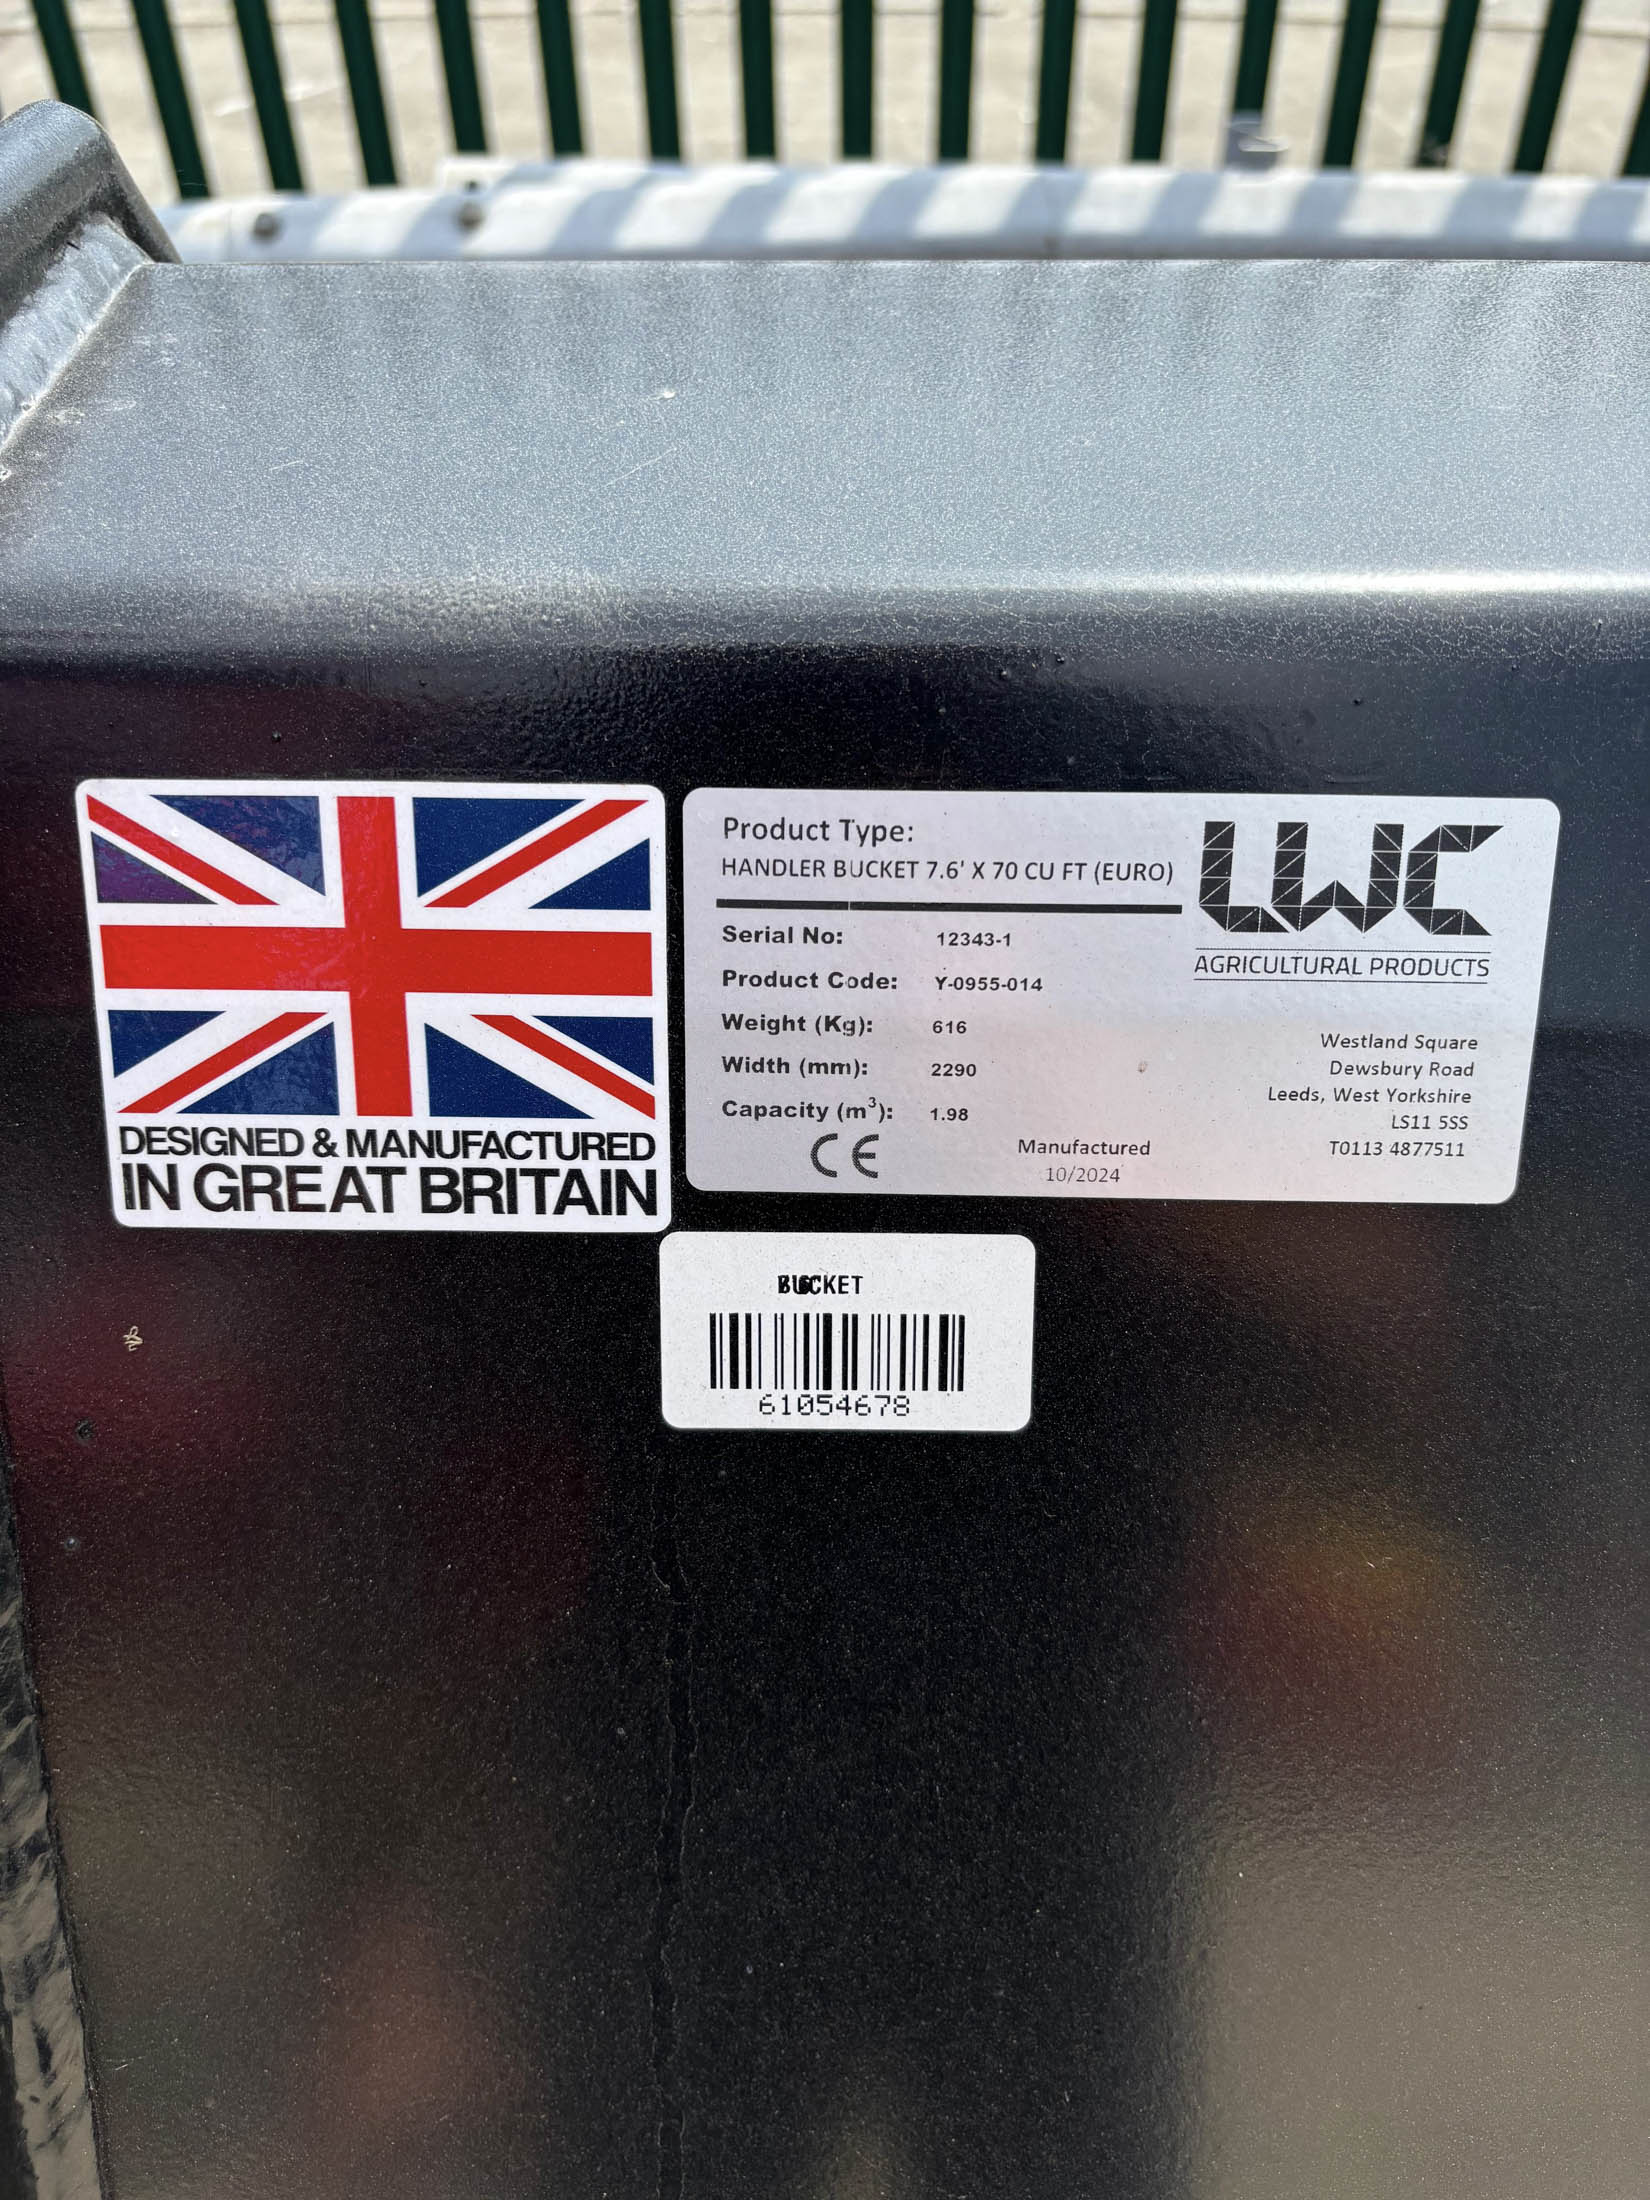 DESIGNED & MANUFACTURED
IN GREAT BRITAIN
Product Type:
HANDLER BUCKET 7.6' X 70 CU FT (EURO)
Serial No: 12343-1
Product Code: Y-0955-014
Weight (Kg): 616
Width (mm): 2290
Capacity (m³): 1.98
CE
Manufactured
10/2024
LWC
AGRICULTURAL PRODUCTS
Westland Square
Dewsbury Road
Leeds, West Yorkshire
LS11 5SS
T0113 4877511
BUCKET
61054678